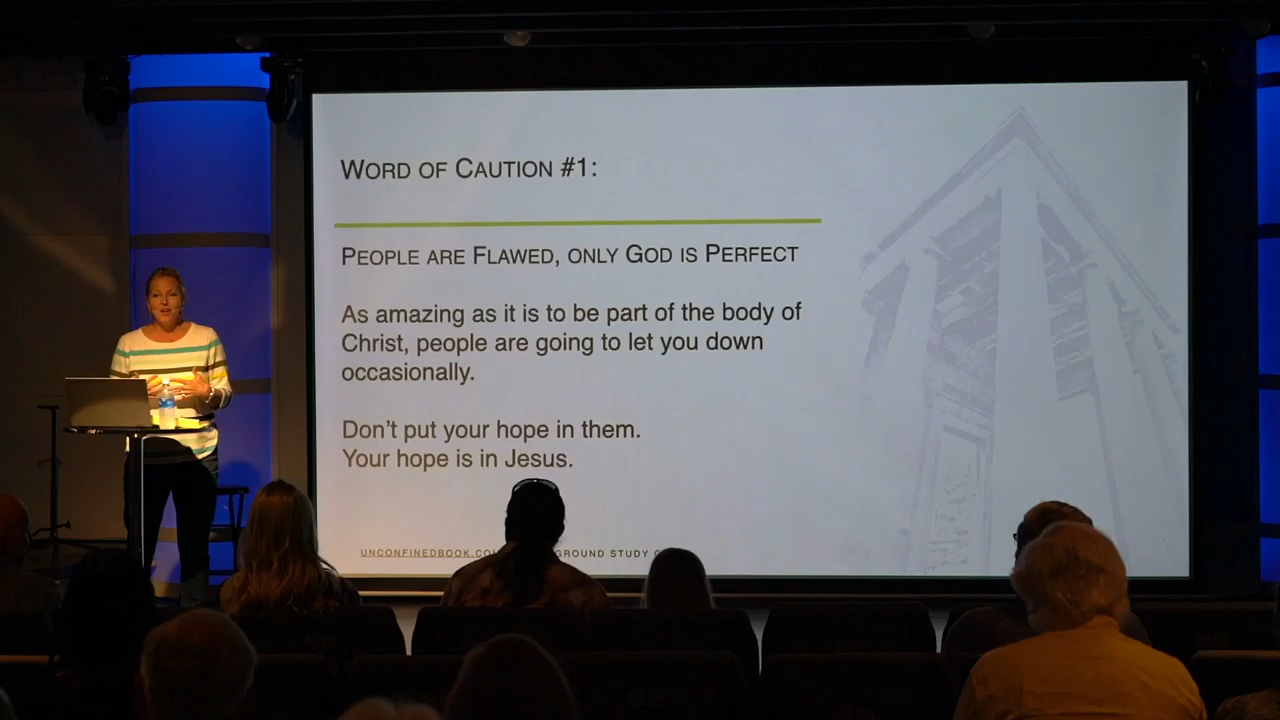 WORD OF CAUTION #1:
PEOPLE ARE FLAWED, ONLY GOD IS PERFECT
As amazing as it is to be part of the body of
Christ, people are going to let you down
occasionally.
Don't put your hope in them.
Your hope is in Jesus.
UNCONFINEDBOOK.CO GROUND STUDY